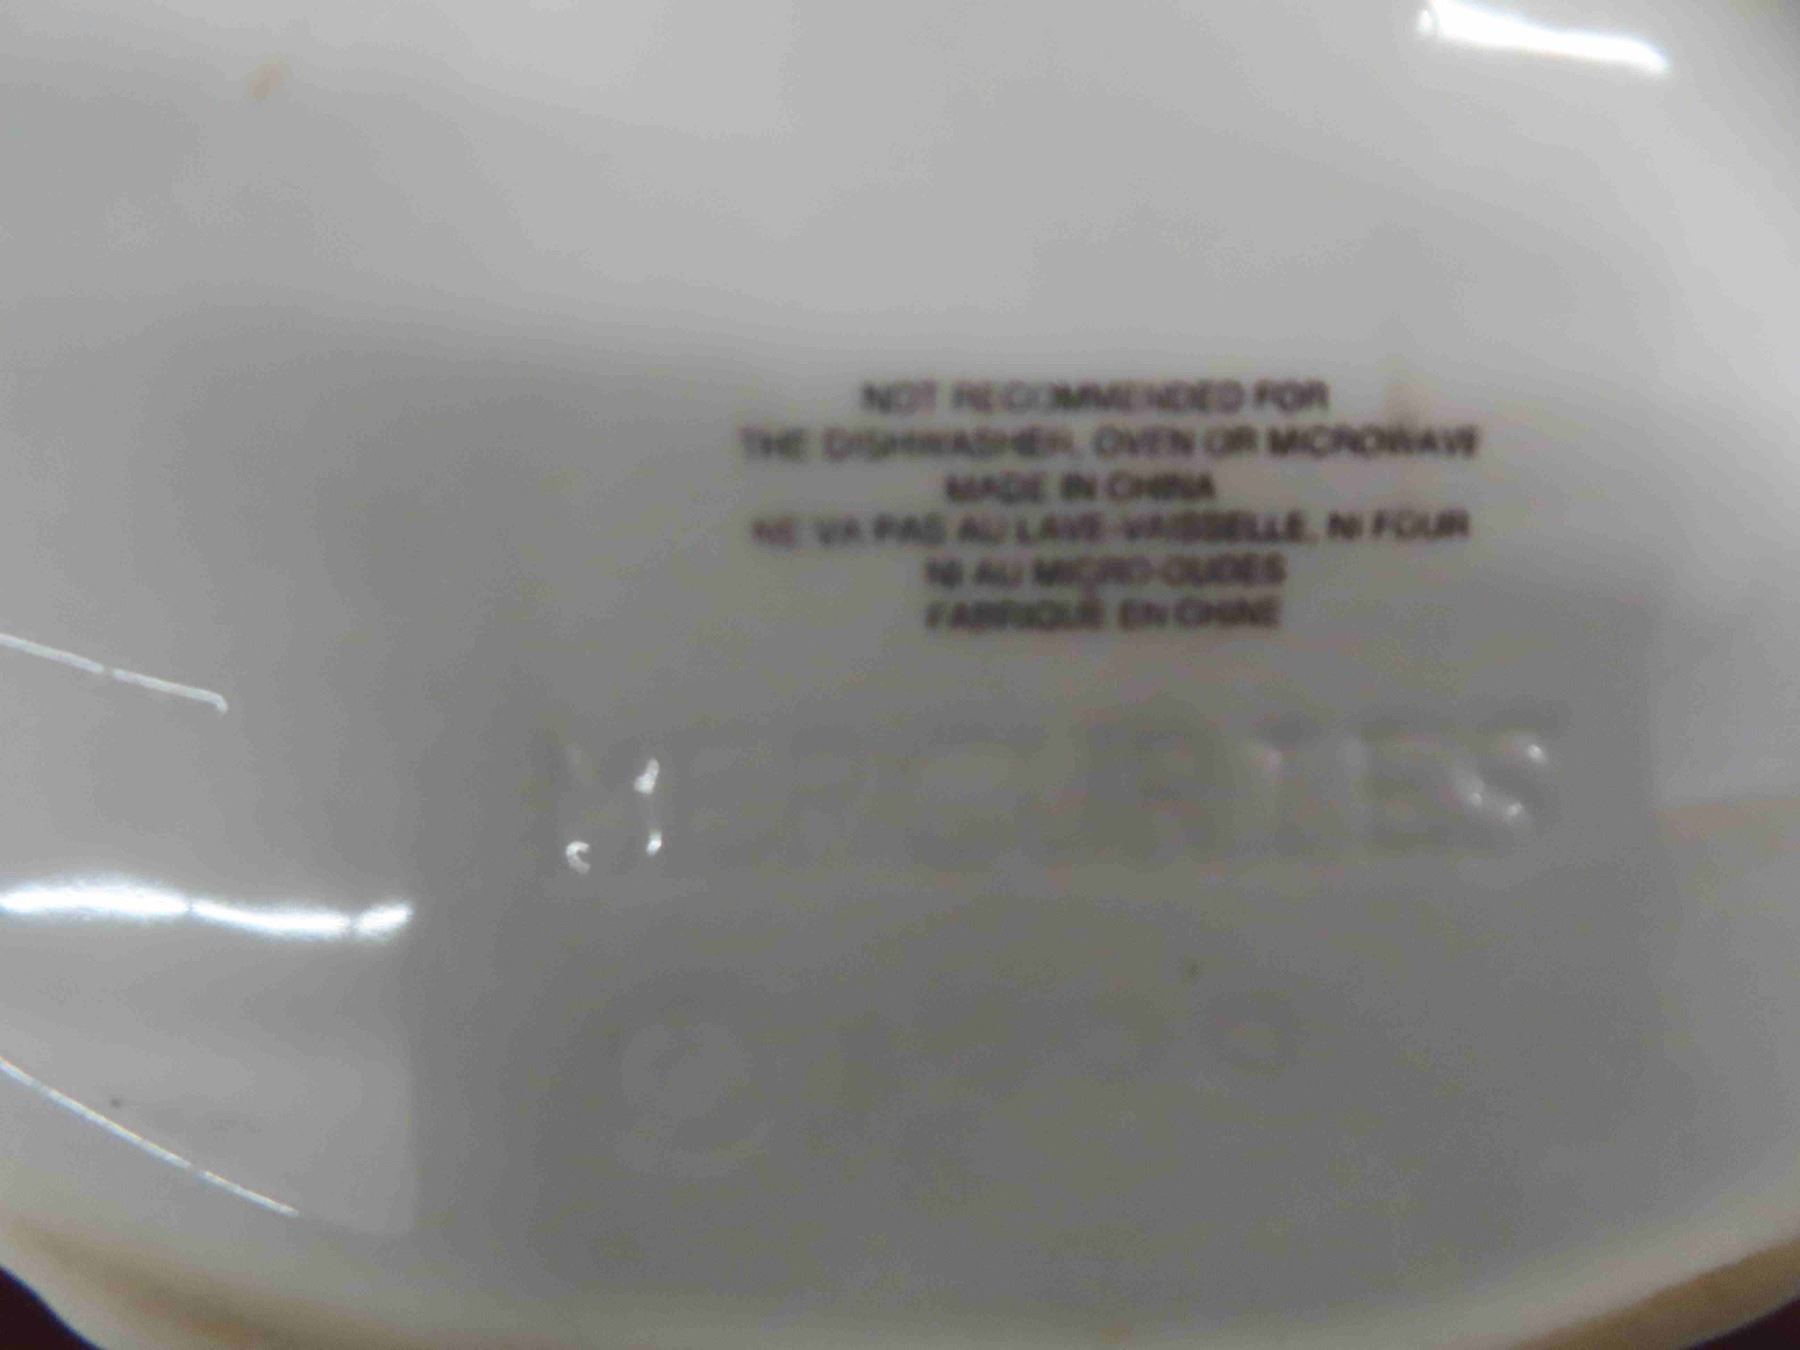 NOT RECOMMENDED FOR
THE DISHWASHER, OVEN OR MICROWAVE
MADE IN CHINA
NE VA PAS AU LAVE-VAISSELLE, NI FOUR
NI AU MICRO-OUDES
FABRIQUÉ EN CHINE